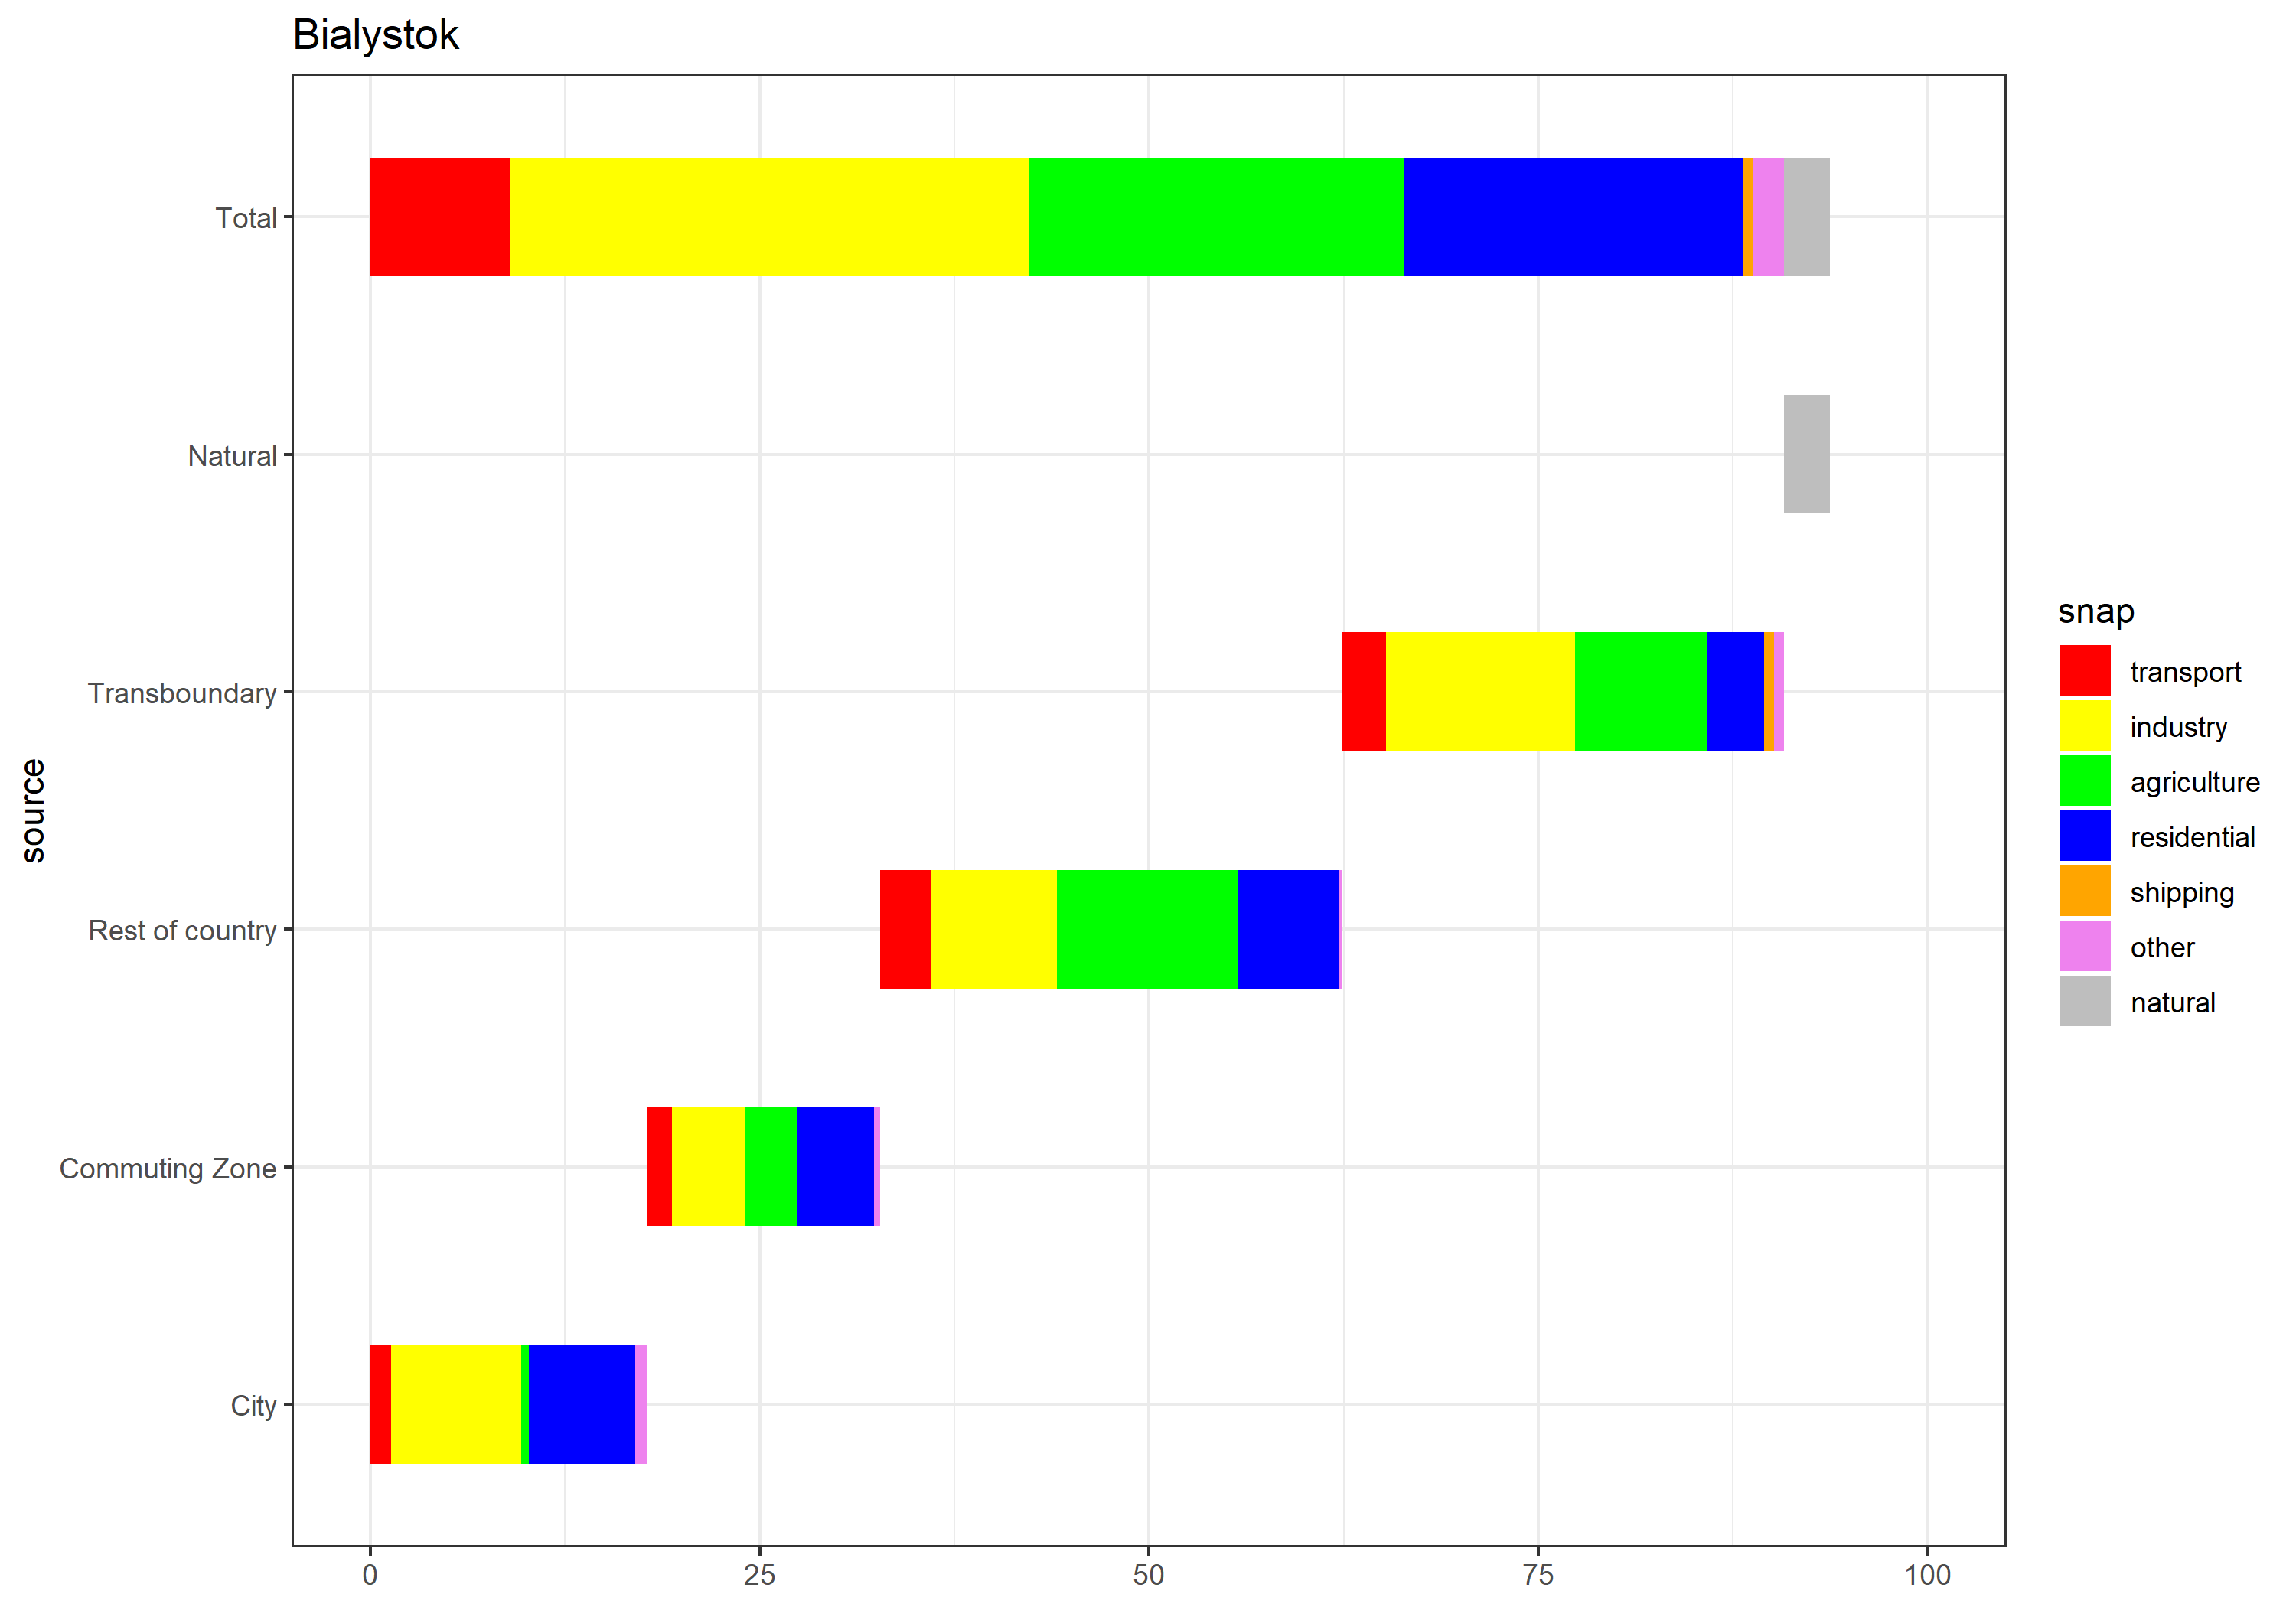 Bialystok
Total
Natural
Transboundary
Rest of country
Commuting Zone
City
source
0 25 50 75 100
snap
transport
industry
agriculture
residential
shipping
other
natural